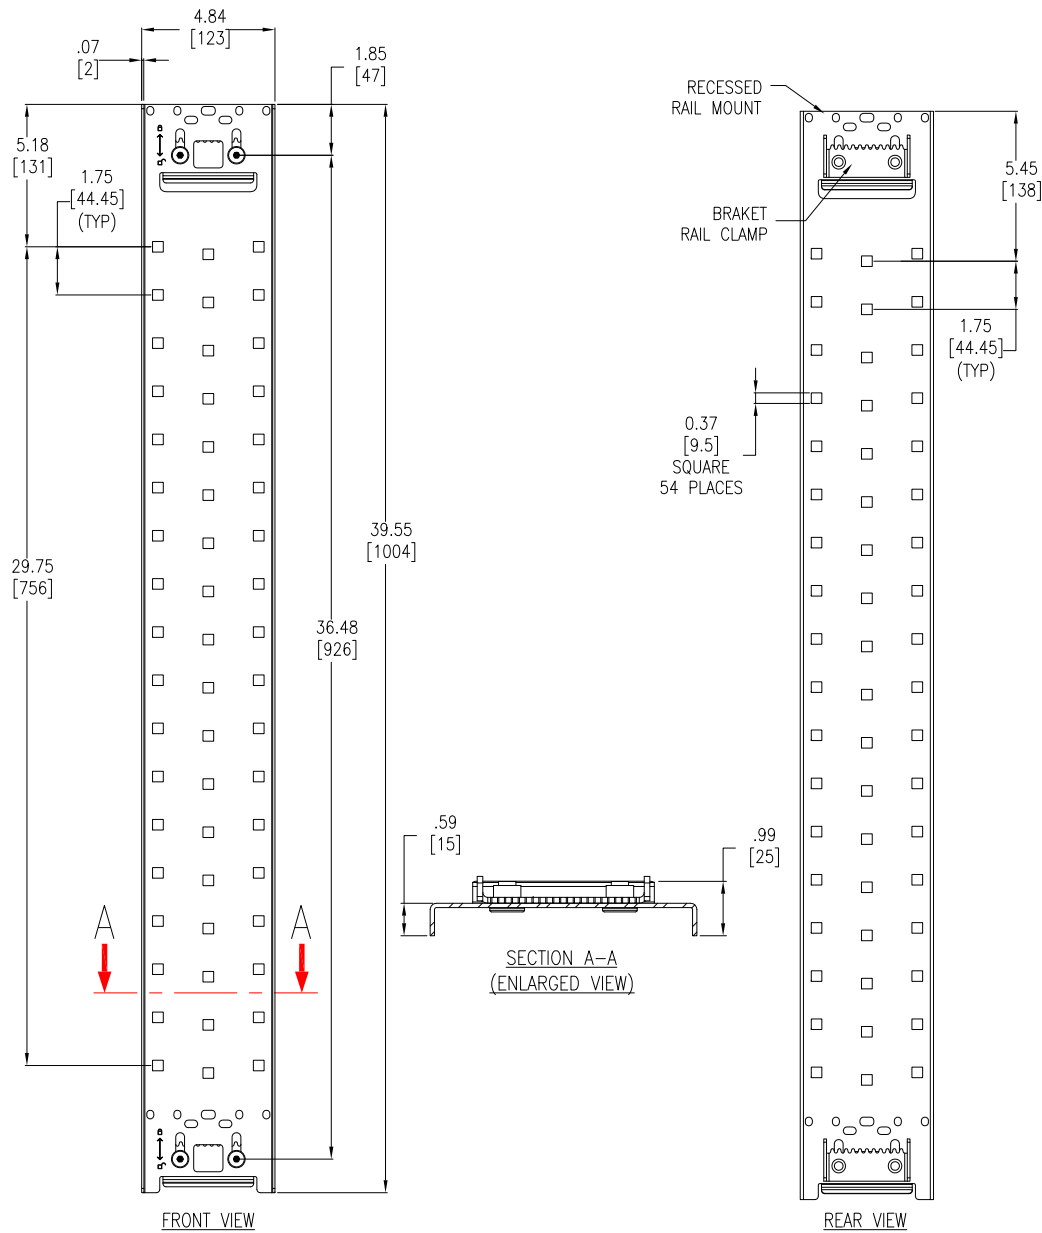 4.84
[123]
.07
[2]
1.85
[47]
5.18
[131]
1.75
[44.45]
(TYP)
29.75
[756]
39.55
[1004]
36.48
[926]
A
A
FRONT VIEW
.59
[15]
.99
[25]
SECTION A-A
(ENLARGED VIEW)
RECESSED
RAIL MOUNT
5.45
[138]
BRAKET
RAIL CLAMP
1.75
[44.45]
(TYP)
0.37
[9.5]
SQUARE
54 PLACES
REAR VIEW